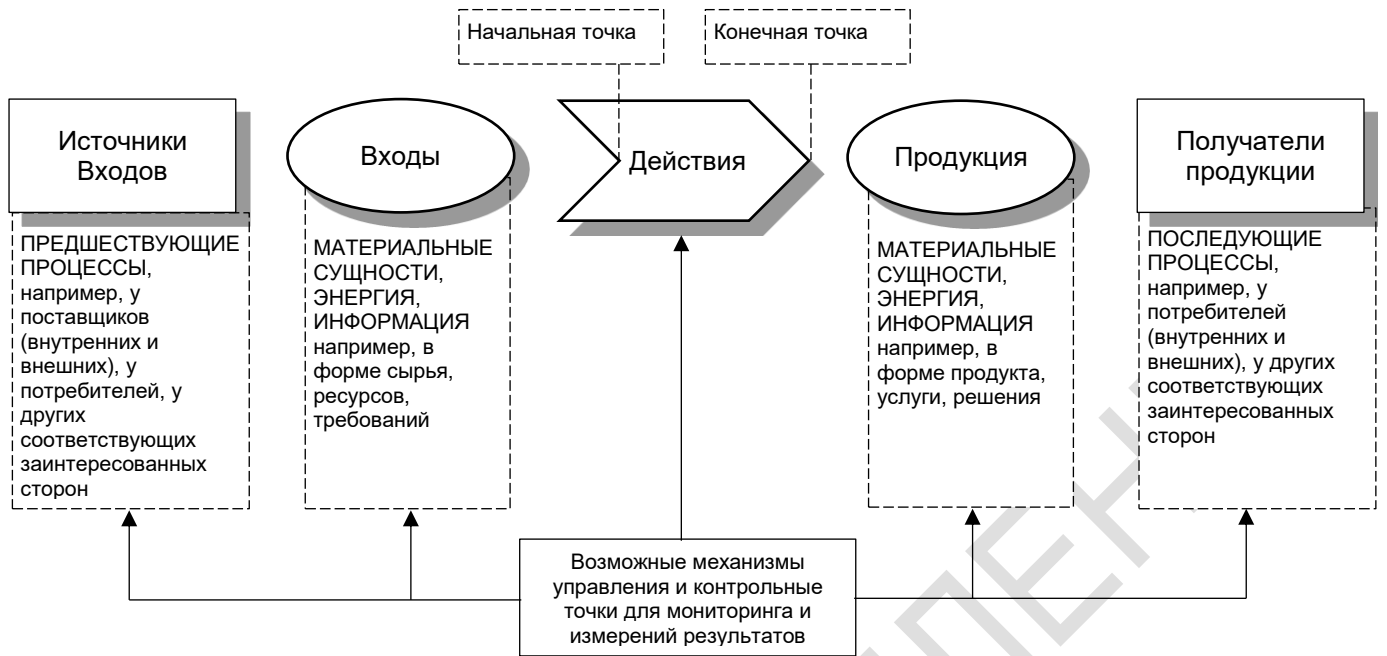 Начальная точка
Конечная точка
Источники
Входов
Входы
Действия
Продукция
Получатели
продукции
ПРЕДШЕСТВУЮЩИЕ
ПРОЦЕССЫ,
например, у
поставщиков
(внутренних и
внешних), у
потребителей, у
других
соответствующих
заинтересованных
сторон
МАТЕРИАЛЬНЫЕ
СУЩНОСТИ,
ЭНЕРГИЯ,
ИНФОРМАЦИЯ
например, в
форме сырья,
ресурсов,
требований
МАТЕРИАЛЬНЫЕ
СУЩНОСТИ,
ЭНЕРГИЯ,
ИНФОРМАЦИЯ
например, в
форме продукта,
услуги, решения
ПОСЛЕДУЮЩИЕ
ПРОЦЕССЫ,
например, у
потребителей
(внутренних и
внешних), у других
соответствующих
заинтересованных
сторон
Возможные механизмы
управления и контрольные
точки для мониторинга и
измерений результатов